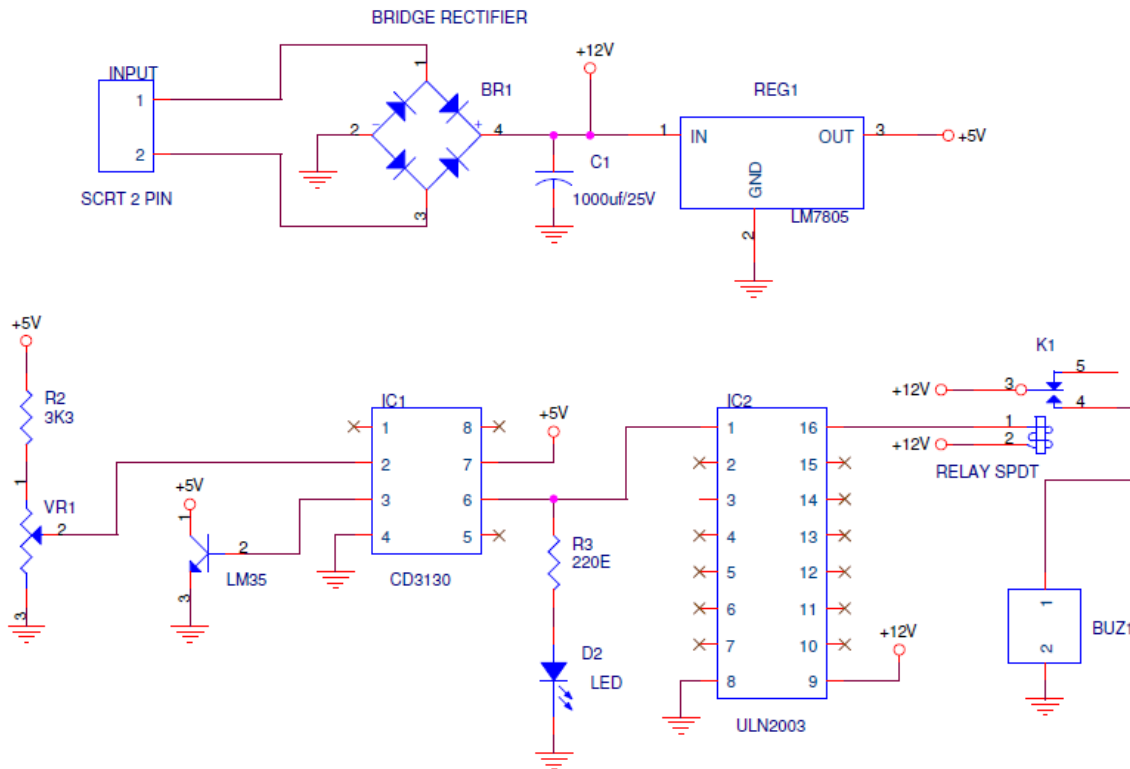 BRIDGE RECTIFIER
INPUT
1
2
SCRT 2 PIN
1
2
3
4
-
+
BR1
+12V
C1
1000uf/25V
REG1
1
IN
OUT
3
GND
2
LM7805
+5V
+5V
R2
3K3
1
VR1
2
3
+5V
1
2
LM35
3
IC1
1
2
3
4
8
7
6
5
CD3130
+5V
R3
220E
D2
LED
IC2
1
2
3
4
5
6
7
8
16
15
14
13
12
11
10
9
ULN2003
+12V
K1
+12V
3
5
4
1
+12V
2
RELAY SPDT
1
2
BUZ1